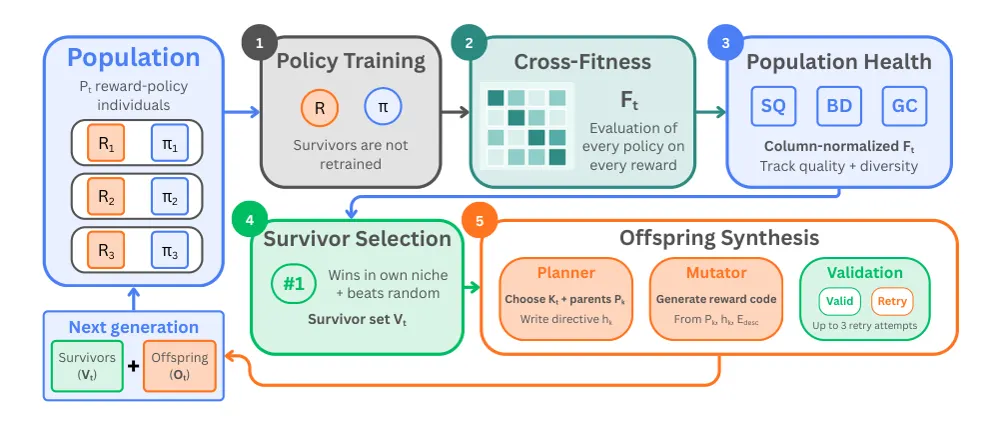 Population
Pt reward-policy
individuals
R1 π1
R2 π2
R3 π3
1
Policy Training
R π
Survivors are not
retrained
2
Cross-Fitness
Ft
Evaluation of
every policy on
every reward
3
Population Health
SQ BD GC
Column-normalized Ft
Track quality + diversity
4
Survivor Selection
#1
Wins in own niche
+ beats random
Survivor set Vt
5
Offspring Synthesis
Planner
Choose Kt + parents Pk
Write directive hk
Mutator
Generate reward code
From Pk, hk, Edesc
Validation
Valid Retry
Up to 3 retry attempts
Next generation
Survivors
(Vt)
+
Offspring
(Ot)